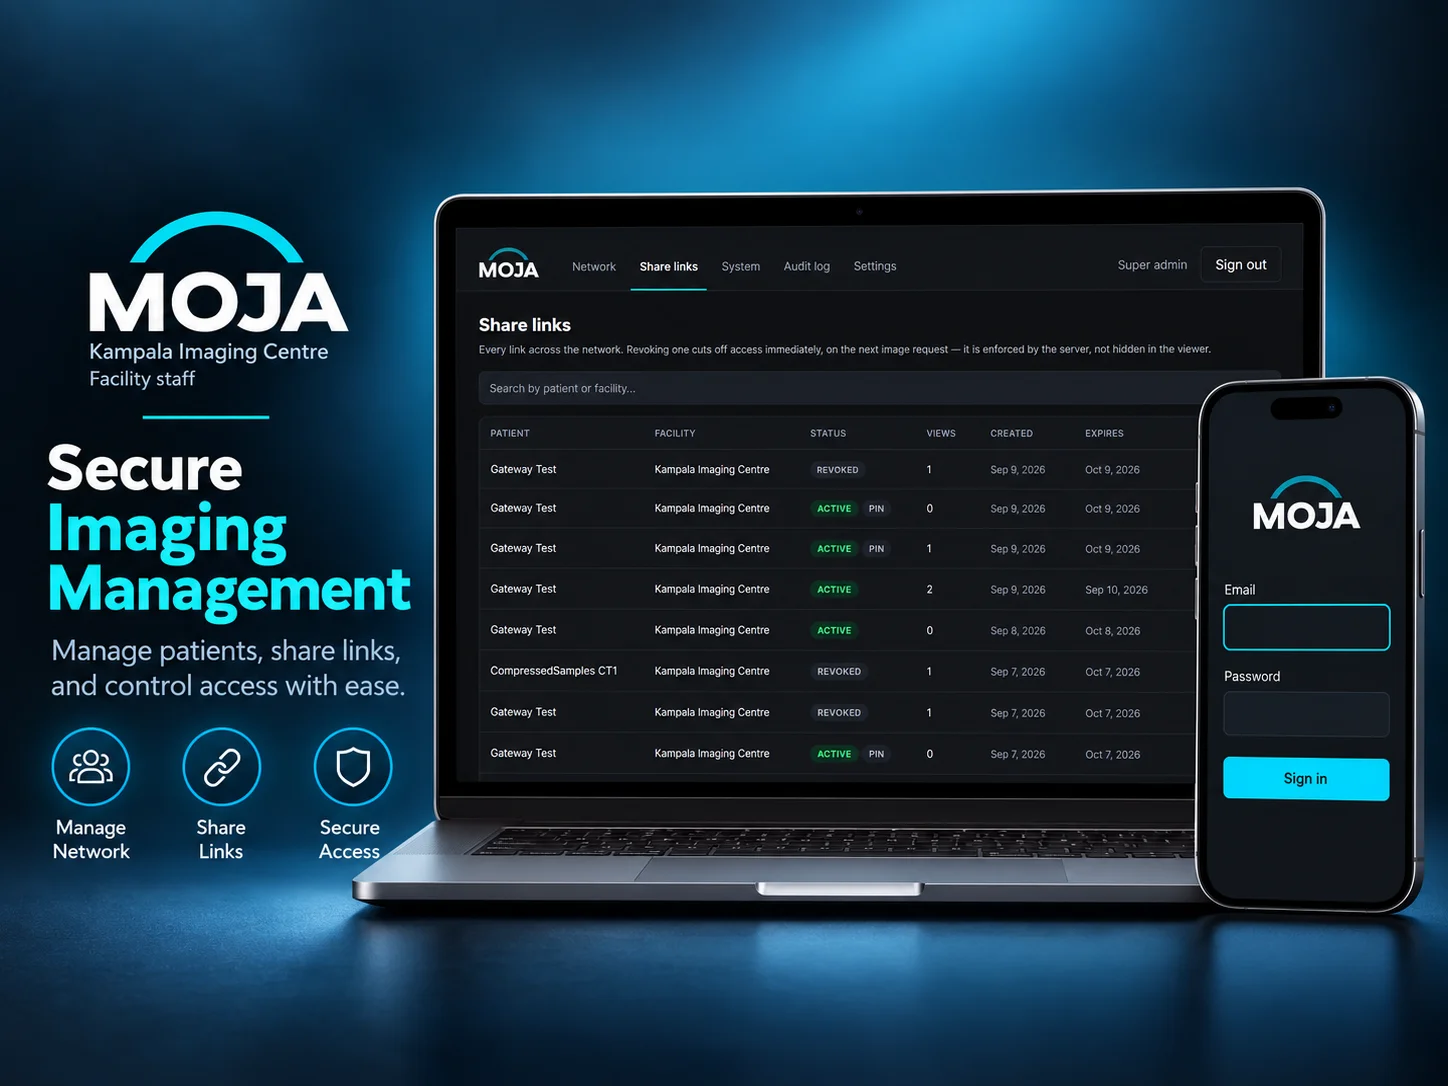 MOJA
Kampala Imaging Centre
Facility staff
Secure
Imaging
Management
Manage patients, share links,
and control access with ease.
Manage
Network
Share
Links
Secure
Access
MOJA Network Share links System Audit log Settings Super admin Sign out
Share links
Every link across the network. Revoking one cuts off access immediately, on the next image request — it is enforced by the server, not hidden in the viewer.
Search by patient or facility...
PATIENT FACILITY STATUS VIEWS CREATED EXPIRES
Gateway Test Kampala Imaging Centre REVOKED 1 Sep 9, 2026 Oct 9, 2026
Gateway Test Kampala Imaging Centre ACTIVE PIN 0 Sep 9, 2026 Oct 9, 2026
Gateway Test Kampala Imaging Centre ACTIVE PIN 1 Sep 9, 2026 Oct 9, 2026
Gateway Test Kampala Imaging Centre ACTIVE 2 Sep 9, 2026 Sep 10, 2026
Gateway Test Kampala Imaging Centre ACTIVE 0 Sep 8, 2026 Oct 8, 2026
CompressedSamples CT1 Kampala Imaging Centre REVOKED 1 Sep 7, 2026 Oct 7, 2026
Gateway Test Kampala Imaging Centre REVOKED 1 Sep 7, 2026 Oct 7, 2026
Gateway Test Kampala Imaging Centre ACTIVE PIN 0 Sep 7, 2026 Oct 7, 2026
MOJA
Email
Password
Sign in